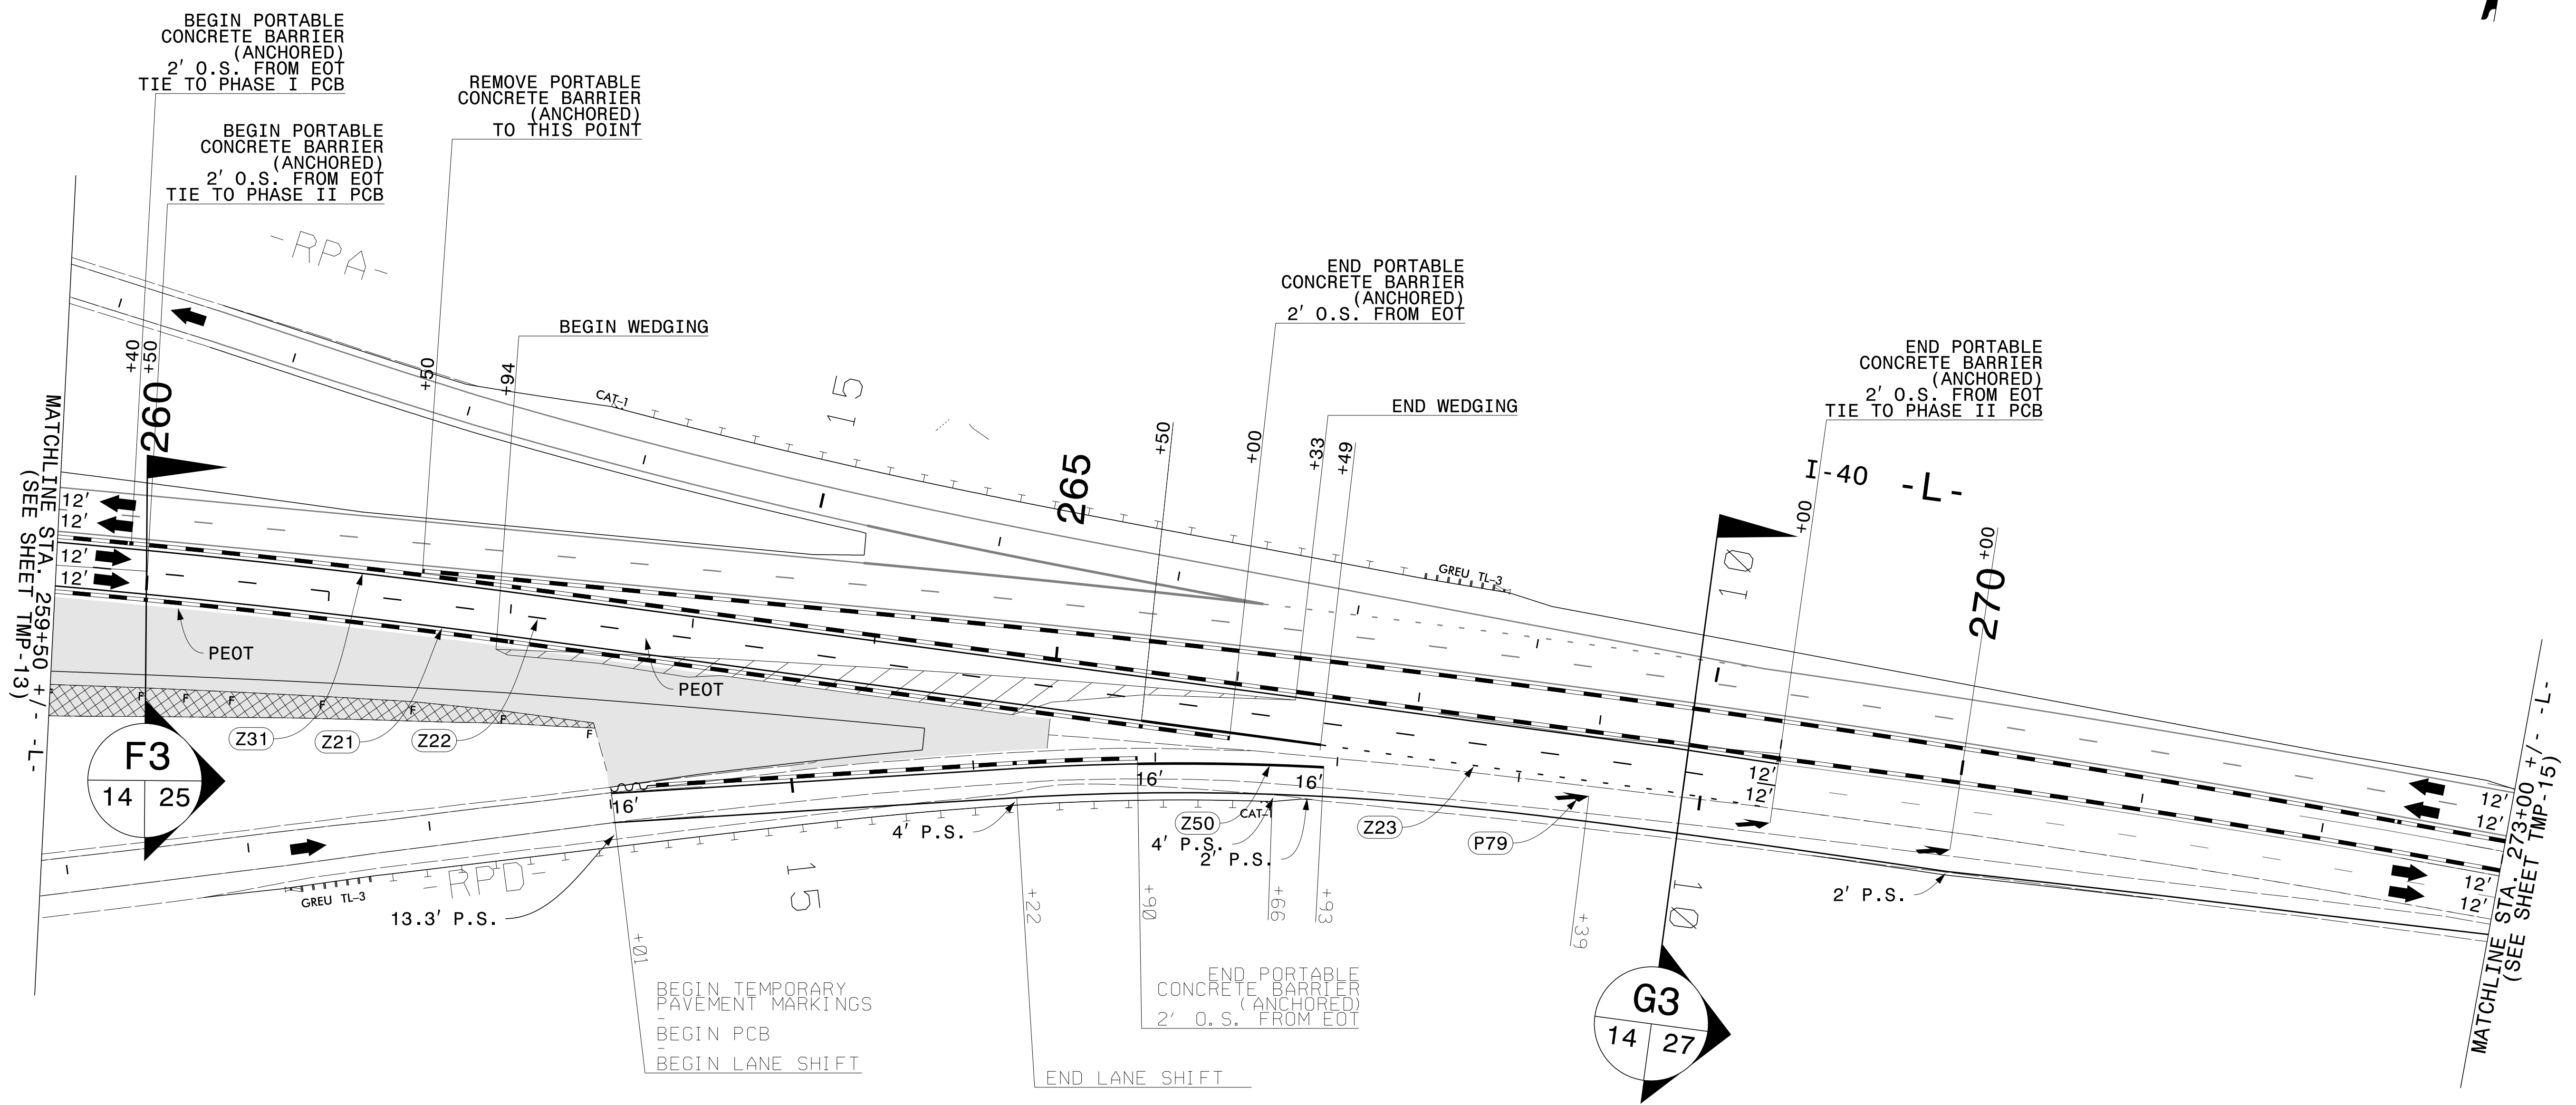 BEGIN PORTABLE
CONCRETE BARRIER
(ANCHORED)
2' O.S. FROM EOT
TIE TO PHASE I PCB
BEGIN PORTABLE
CONCRETE BARRIER
(ANCHORED)
2' O.S. FROM EOT
TIE TO PHASE II PCB
REMOVE PORTABLE
CONCRETE BARRIER
(ANCHORED)
TO THIS POINT
-RPA-
BEGIN WEDGING
END PORTABLE
CONCRETE BARRIER
(ANCHORED)
2' O.S. FROM EOT
END WEDGING
END PORTABLE
CONCRETE BARRIER
(ANCHORED)
2' O.S. FROM EOT
TIE TO PHASE II PCB
+40
+50
260
+50
+94
CAT-1
15
265
+50
+00
+33
+49
GREU TL-3
I-40 -L-
+00
10
270
+00
MATCHLINE STA. 259+50 +/- -L-
(SEE SHEET TMP-13)
12'
12'
12'
12'
PEOT
PEOT
F F F F F F F
Z31
Z21
Z22
F3
14 25
16'
16'
16'
4' P.S.
Z50
CAT-1
4' P.S.
2' P.S.
Z23
P79
12'
12'
2' P.S.
12'
12'
12'
12'
MATCHLINE STA. 273+00 +/- -L-
(SEE SHEET TMP-15)
GREU TL-3
-RPD-
13.3' P.S.
15
+01
+22
+90
+66
+93
+39
10
BEGIN TEMPORARY
PAVEMENT MARKINGS
-
BEGIN PCB
-
BEGIN LANE SHIFT
END LANE SHIFT
END PORTABLE
CONCRETE BARRIER
(ANCHORED)
2' O.S. FROM EOT
G3
14 27